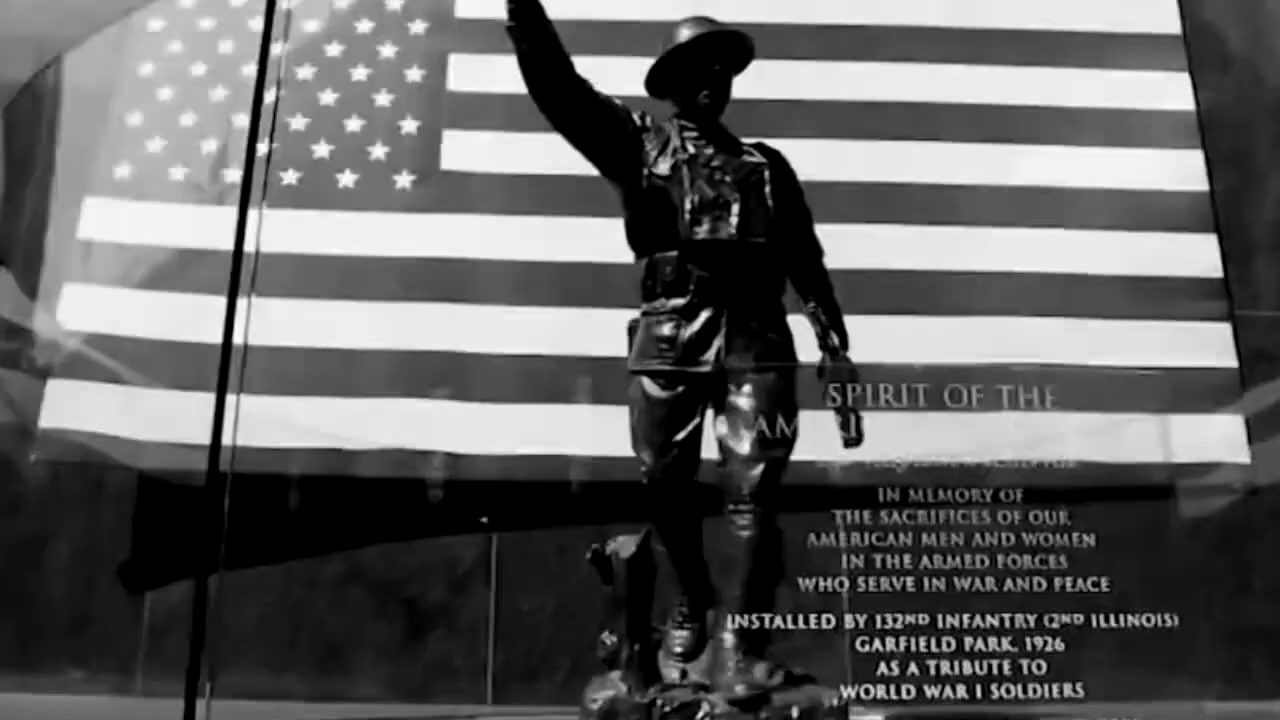 SPIRIT OF THE
IN MEMORY OF
THE SACRIFICES OF OUR
AMERICAN MEN AND WOMEN
IN THE ARMED FORCES
WHO SERVE IN WAR AND PEACE
INSTALLED BY 132ND INFANTRY (2ND ILLINOIS)
GARFIELD PARK, 1926
AS A TRIBUTE TO
WORLD WAR I SOLDIERS